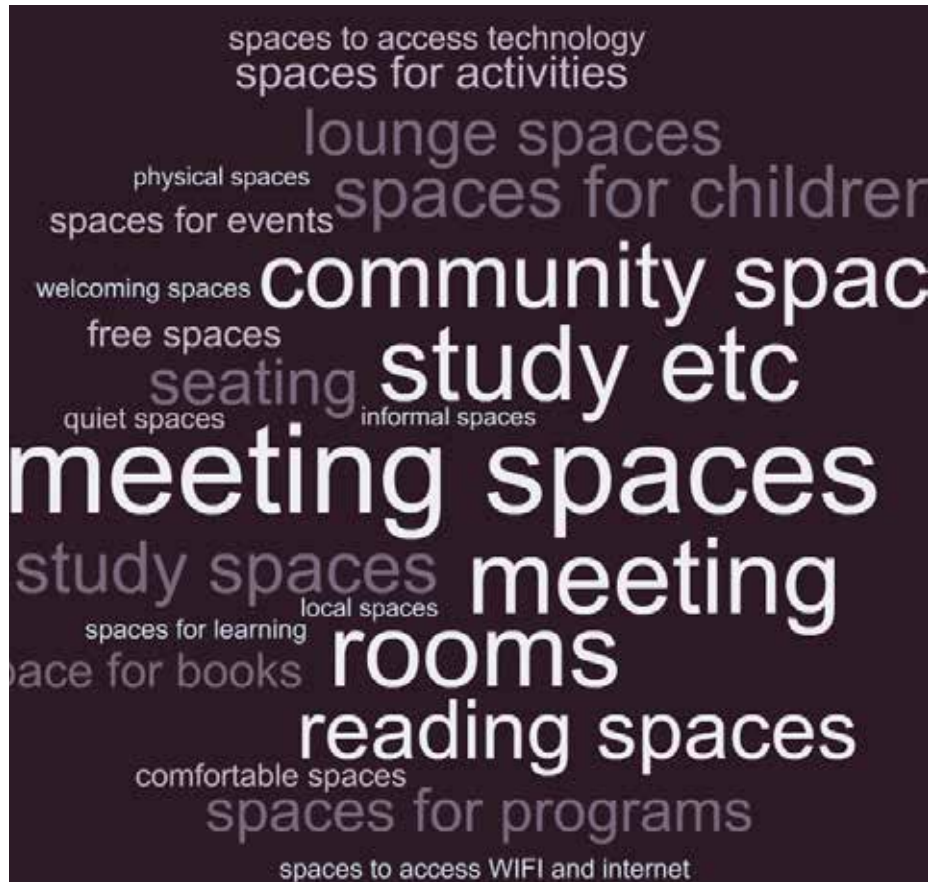 spaces to access technology
spaces for activities
lounge spaces
physical spaces
spaces for children
spaces for events
community spac
welcoming spaces
free spaces
study etc
seating
quiet spaces
informal spaces
meeting spaces
study spaces
meeting
local spaces
spaces for learning
rooms
pace for books
reading spaces
comfortable spaces
spaces for programs
spaces to access WIFI and internet